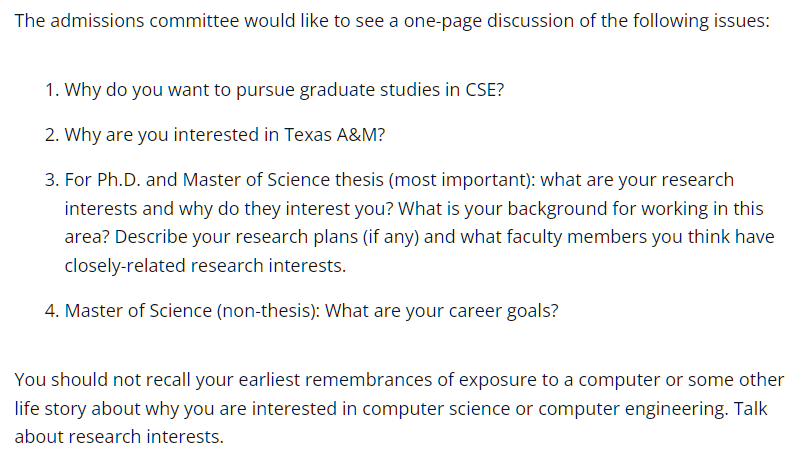 The admissions committee would like to see a one-page discussion of the following issues:
1. Why do you want to pursue graduate studies in CSE?
2. Why are you interested in Texas A&M?
3. For Ph.D. and Master of Science thesis (most important): what are your research
interests and why do they interest you? What is your background for working in this
area? Describe your research plans (if any) and what faculty members you think have
closely-related research interests.
4. Master of Science (non-thesis): What are your career goals?
You should not recall your earliest remembrances of exposure to a computer or some other
life story about why you are interested in computer science or computer engineering. Talk
about research interests.